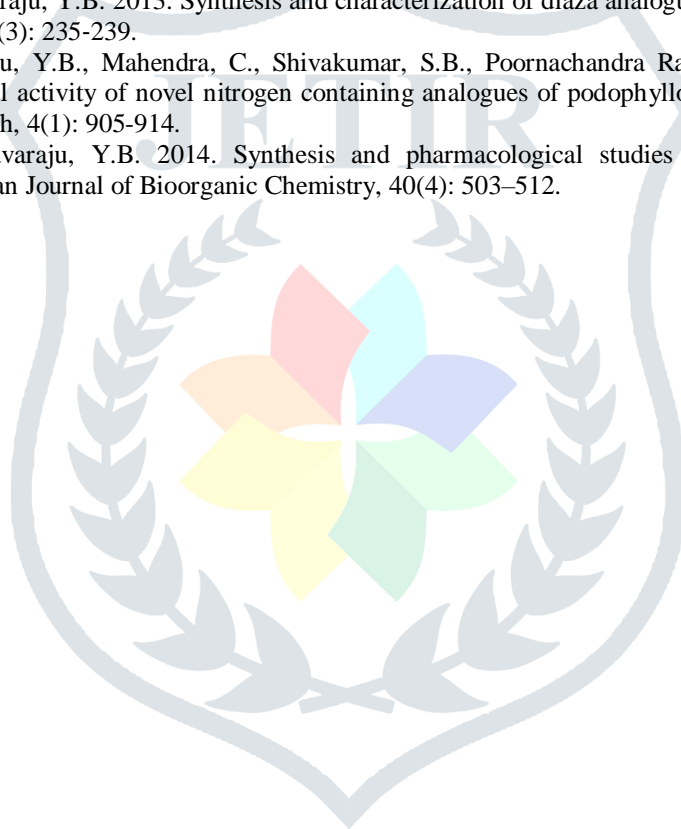 raju, Y.B. 2013. Synthesis and characterization of diaza analogu
(3): 235-239.
u, Y.B., Mahendra, C., Shivakumar, S.B., Poornachandra Ra
l activity of novel nitrogen containing analogues of podophyllo
h, 4(1): 905-914.
JETIR
varaju, Y.B. 2014. Synthesis and pharmacological studies
an Journal of Bioorganic Chemistry, 40(4): 503–512.